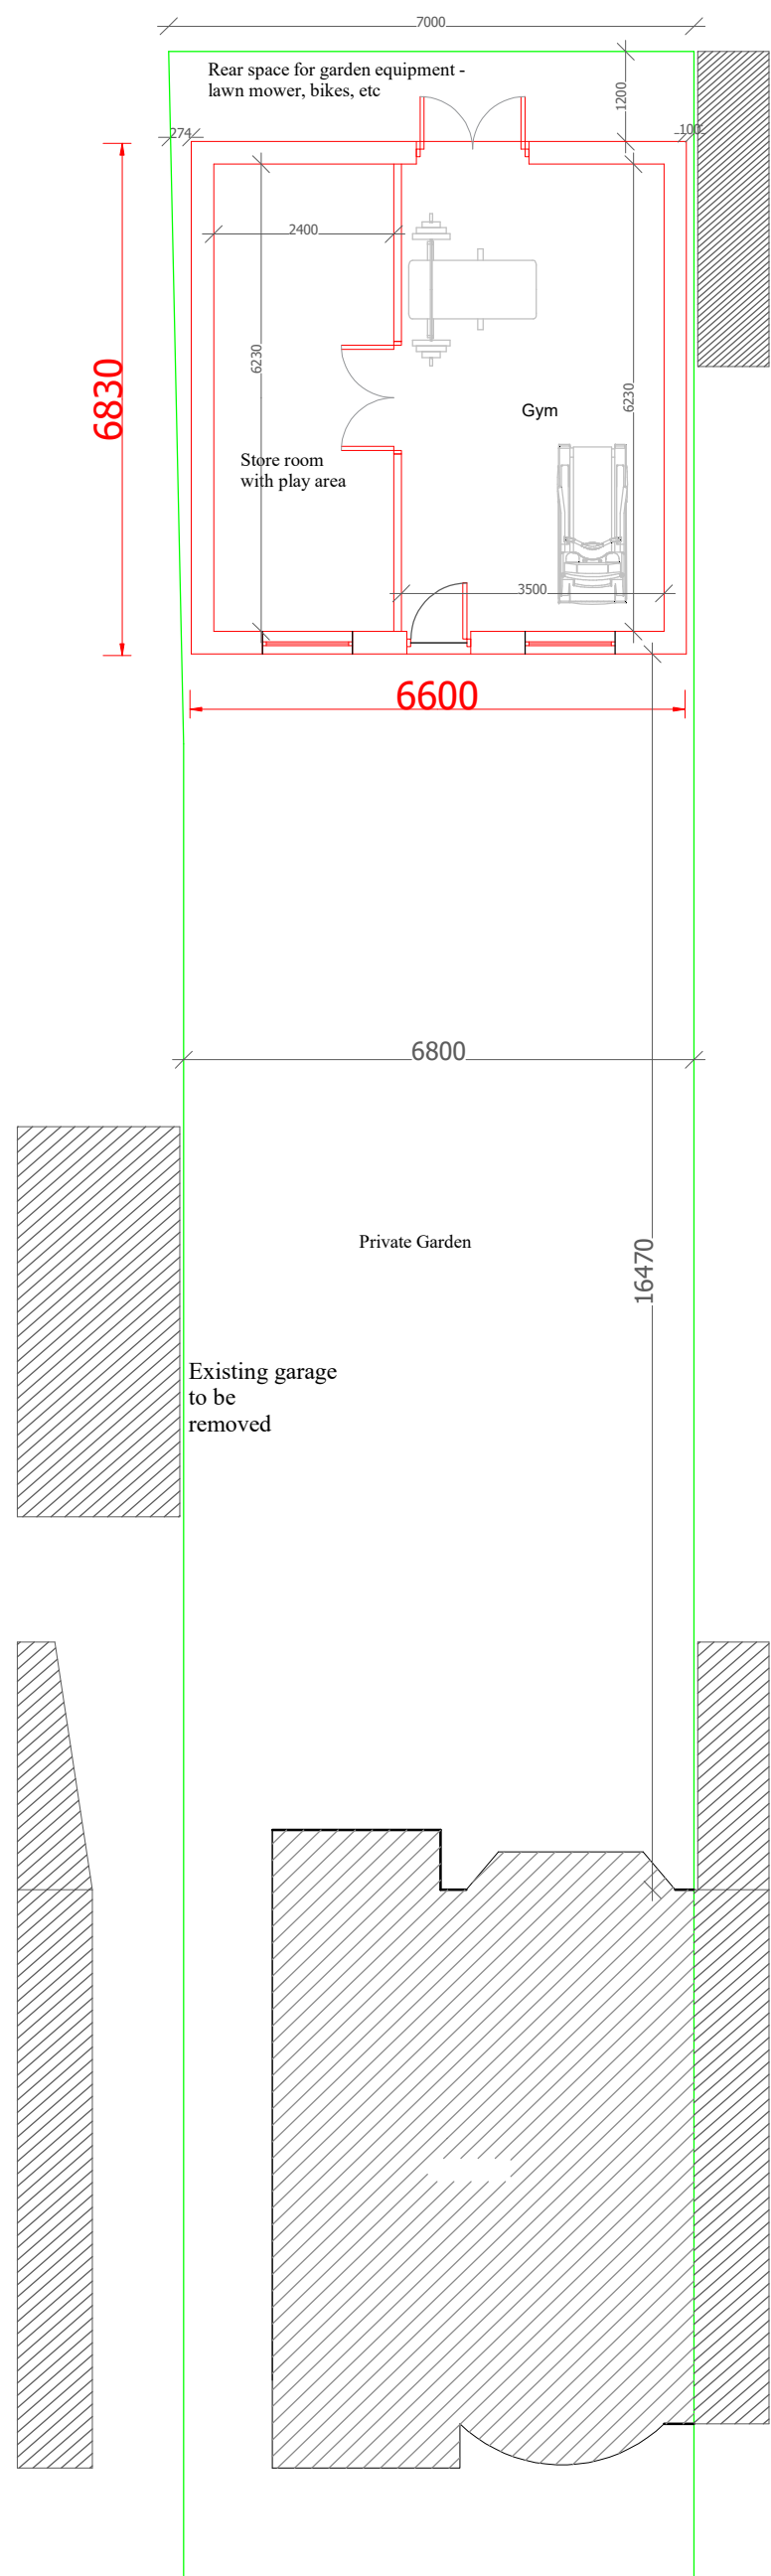 7000
Rear space for garden equipment -
lawn mower, bikes, etc
1200
274
100
2400
6230
6830
6230
Gym
Store room
with play area
3500
6600
6800
Private Garden
16470
Existing garage
to be
removed